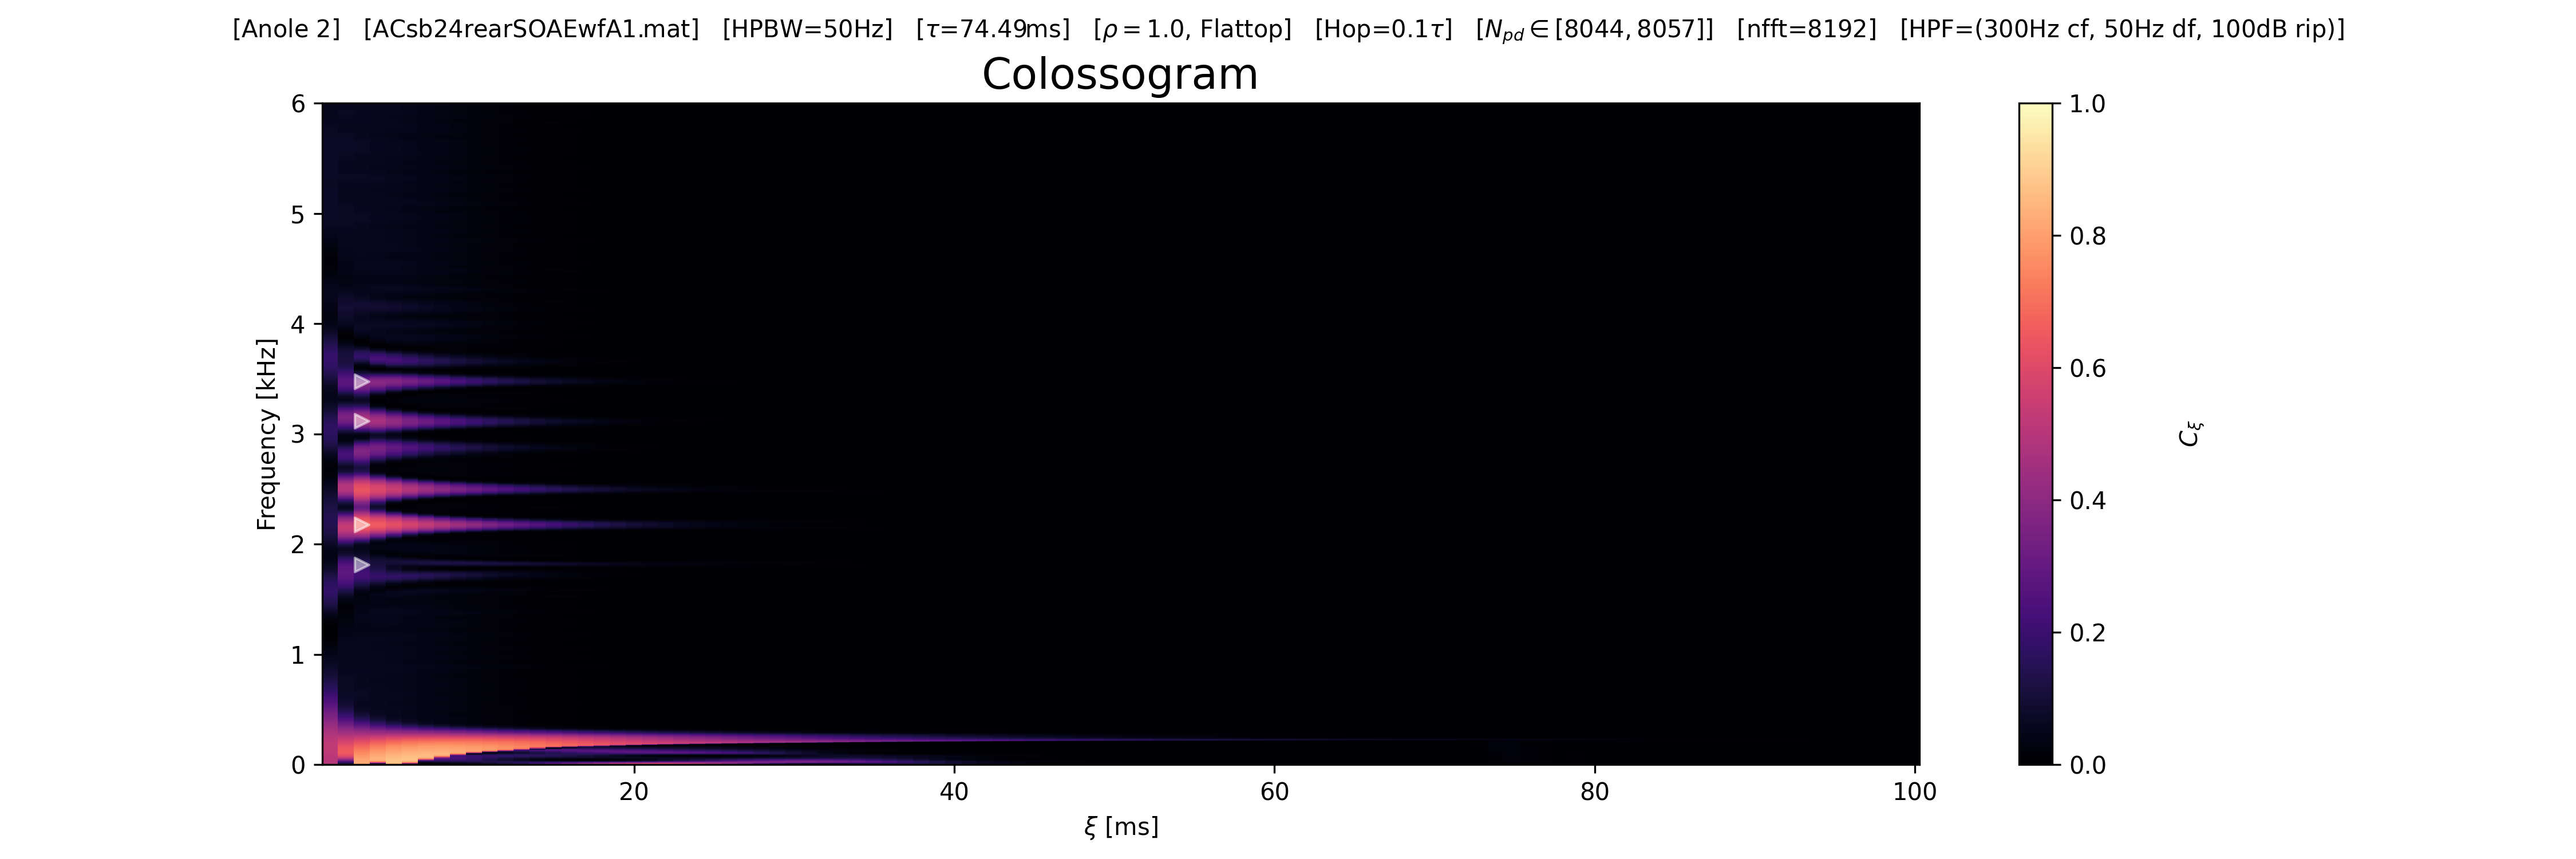 [Anole 2] [ACsb24rearSOAEwfA1.mat] [HPBW=50Hz] [τ=74.49ms] [ρ = 1.0, Flattop] [Hop=0.1τ] [N_pd ∈ [8044, 8057]] [nfft=8192] [HPF=(300Hz cf, 50Hz df, 100dB rip)]
Colossogram
6
5
4
3
2
1
0
Frequency [kHz]
20 40 60 80 100
ξ [ms]
1.0
0.8
0.6
0.4
0.2
0.0
C_ξ